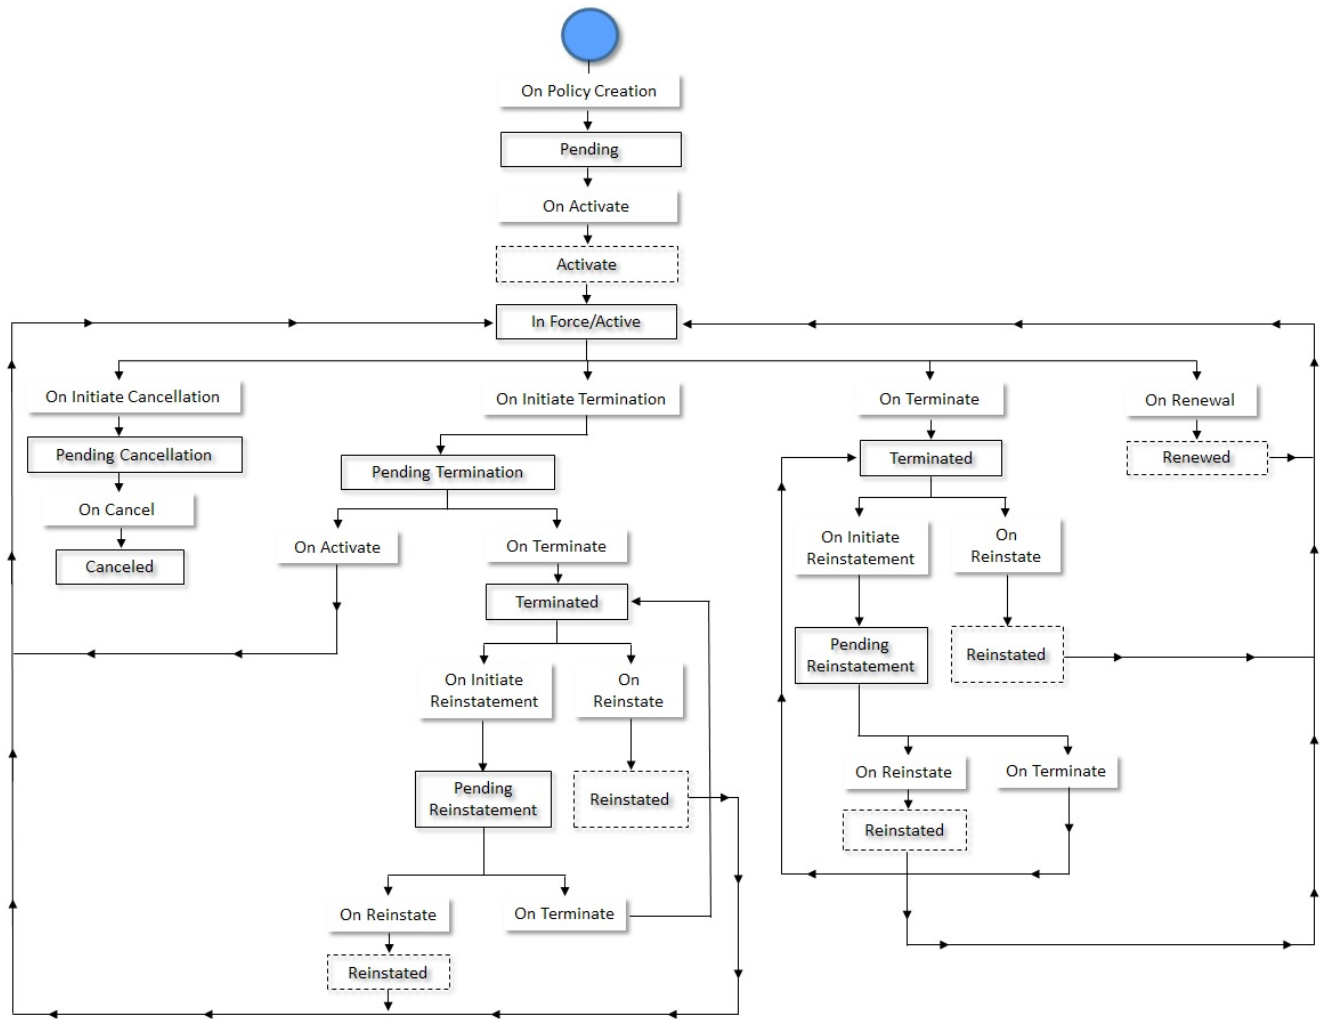 On Policy Creation
Pending
On Activate
Activate
In Force/Active
On Initiate Cancellation
On Initiate Termination
On Terminate
On Renewal
Pending Cancellation
Pending Termination
Terminated
Renewed
On Cancel
On Activate
On Terminate
On Initiate
Reinstatement
On
Reinstate
Canceled
Terminated
Pending
Reinstatement
Reinstated
On Initiate
Reinstatement
On
Reinstate
On Reinstate
On Terminate
Pending
Reinstatement
Reinstated
Reinstated
On Reinstate
On Terminate
Reinstated